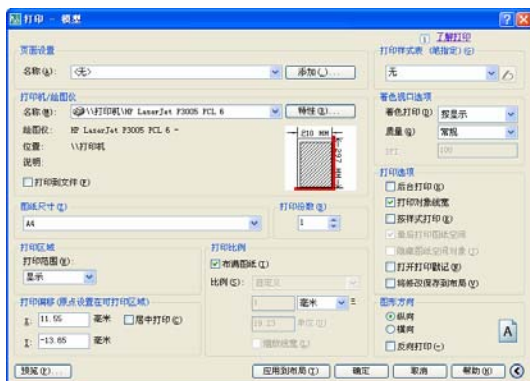 打印 - 模型
了解打印
页面设置
名称(A): <无> 添加(.)...
打印样式表 (笔指定)(G)
无
打印机/绘图仪
名称(M): \\打印机\HP LaserJet P3005 PCL 6 特性(R)...
绘图仪: HP LaserJet P3005 PCL 6 -
位置: \\打印机
说明:
打印到文件(F)
210 MM
297 MM
着色视口选项
着色打印(D) 按显示
质量(Q) 常规
DPI 100
图纸尺寸(Z)
A4
打印份数(B)
1
打印选项
后台打印(K)
打印对象线宽
按样式打印(E)
最后打印图纸空间
隐藏图纸空间对象(J)
打开打印戳记(N)
将修改保存到布局(V)
打印区域
打印范围(W):
显示
打印比例
布满图纸(I)
比例(S): 自定义
1 毫米 =
19.23 单位(U)
缩放线宽(L)
打印偏移 (原点设置在可打印区域)
X: 11.55 毫米 居中打印(C)
Y: -13.65 毫米
图形方向
纵向
横向
反向打印(-)
A
预览(P)... 应用到布局(T) 确定 取消 帮助(H)